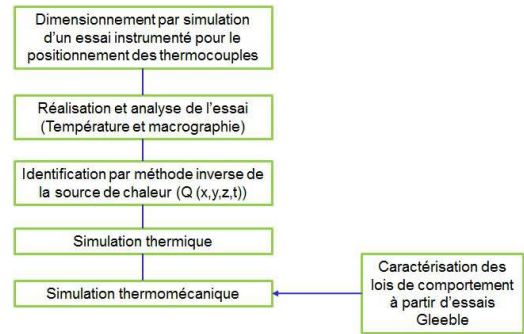 Dimensionnement par simulation
d'un essai instrumenté pour le
positionnement des thermocouples
Réalisation et analyse de l'essai
(Température et macrographie)
Identification par méthode inverse de
la source de chaleur (Q (x,y,z,t))
Simulation thermique
Simulation thermomécanique
Caractérisation des
lois de comportement
à partir d'essais
Gleeble